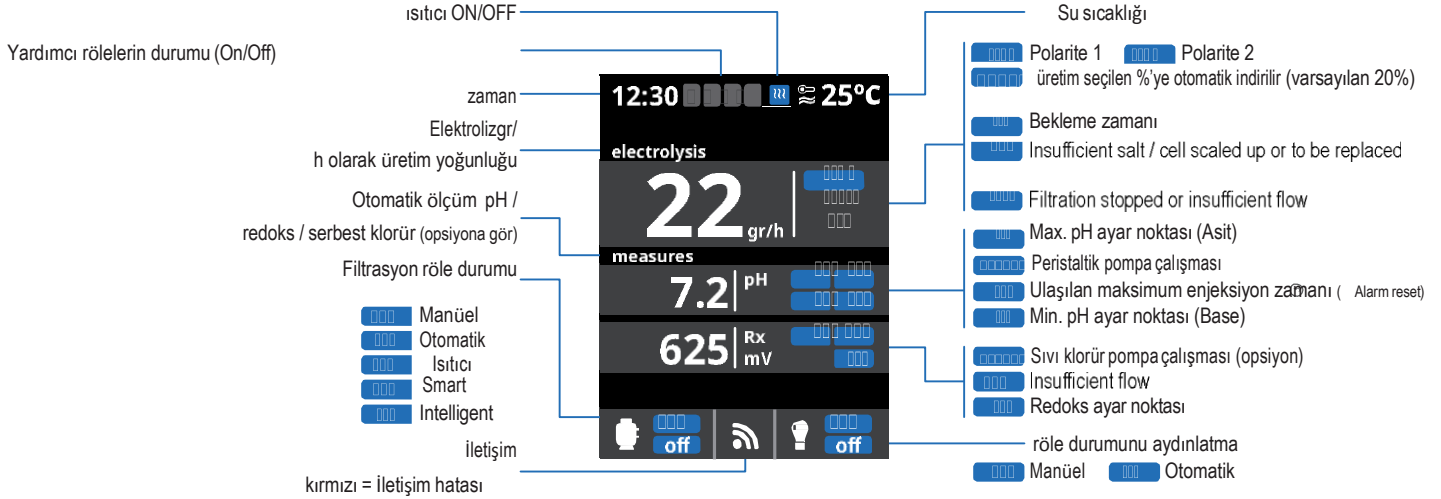 ısıtıcı ON/OFF
Yardımcı rölelerin durumu (On/Off)
zaman
Elektrolizgr/
h olarak üretim yoğunluğu
Otomatik ölçüm pH /
redoks / serbest klorür (opsiyona gör)
Filtrasyon röle durumu
Manüel
Otomatik
Isıtıcı
Smart
Intelligent
İletişim
kırmızı = İletişim hatası
12:30 25°C
electrolysis
22 gr/h
measures
7.2 pH
625 Rx
mV
off
off
Su sıcaklığı
Polarite 1 Polarite 2
üretim seçilen %'ye otomatik indirilir (varsayılan 20%)
Bekleme zamanı
Insufficient salt / cell scaled up or to be replaced
Filtration stopped or insufficient flow
Max. pH ayar noktası (Asit)
Peristaltik pompa çalışması
Ulaşılan maksimum enjeksiyon zamanı ( Alarm reset)
Min. pH ayar noktası (Base)
Sıvı klorür pompa çalışması (opsiyon)
Insufficient flow
Redoks ayar noktası
röle durumunu aydınlatma
Manüel Otomatik